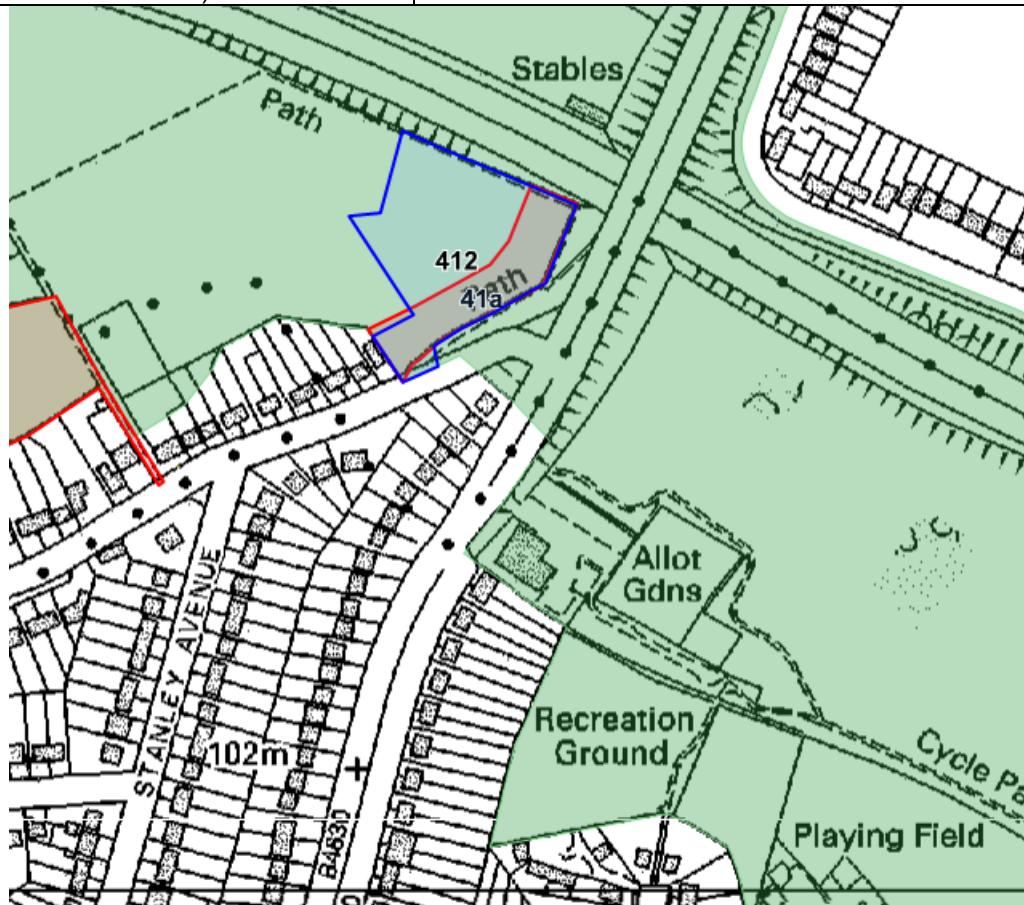 Stables
Path
412
Path
41a
Allot
Gdns
STANLEY AVENUE
Recreation
Ground
102m
Cycle Pa
B4630
Playing Field